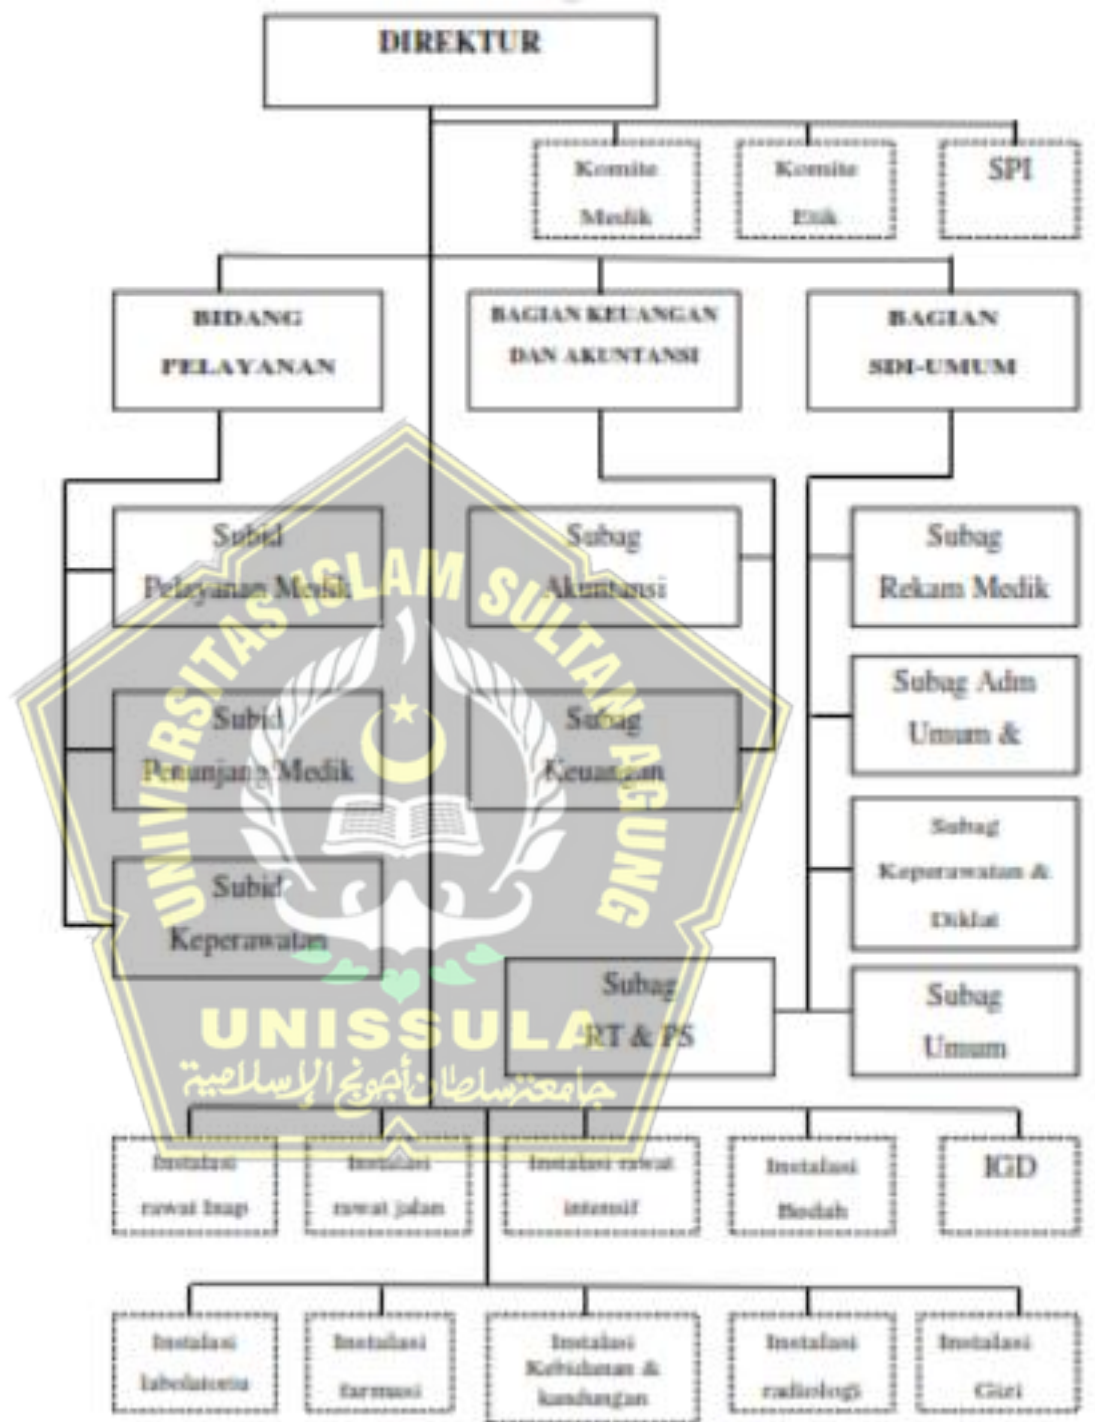 DIREKTUR
Komite
Medik
Komite
Etik
SPI
BIDANG
PELAYANAN
BAGIAN KEUANGAN
DAN AKUNTANSI
BAGIAN
SDI-UMUM
Subid
Pelayanan Medik
Subag
Akuntansi
Subag
Rekam Medik
Subid
Penunjang Medik
Subag
Keuangan
Subag Adm
Umum &
Subag
Keperawatan &
Diklat
Subid
Keperawatan
Subag
RT & PS
Subag
Umum
UNIVERSITAS ISLAM SULTAN AGUNG
UNISSULA
جامعة سلطان أجونج الإسلامية
Instalasi
rawat Inap
Instalasi
rawat jalan
Instalasi rawat
intensif
Instalasi
Bedah
IGD
Instalasi
labolatoriu
Instalasi
farmasi
Instalasi
Kebidanan &
kandungan
Instalasi
radiologi
Instalasi
Gizi